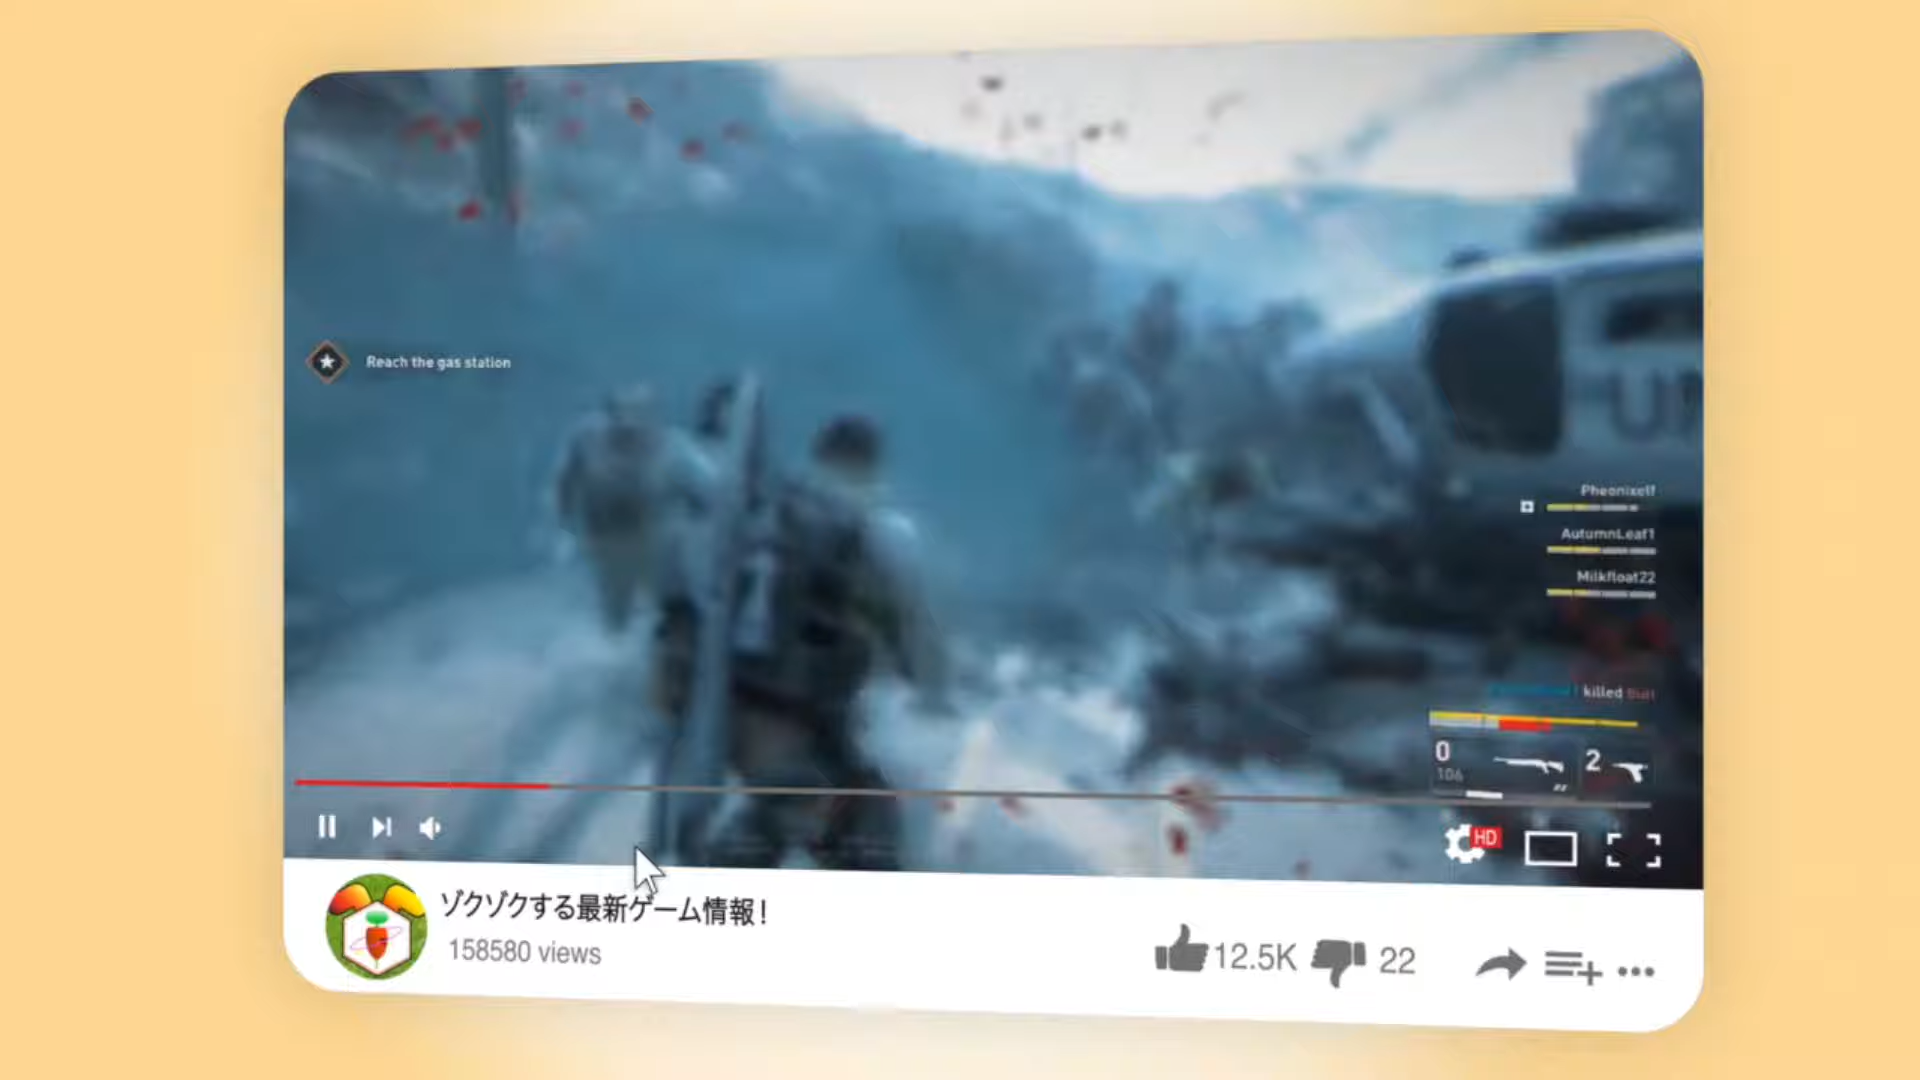 Reach the gas station
AutumnLeaf1
Milkfloat22
killed
0
106
2
HD
ゾクゾクする最新ゲーム情報!
158580 views
12.5K
22